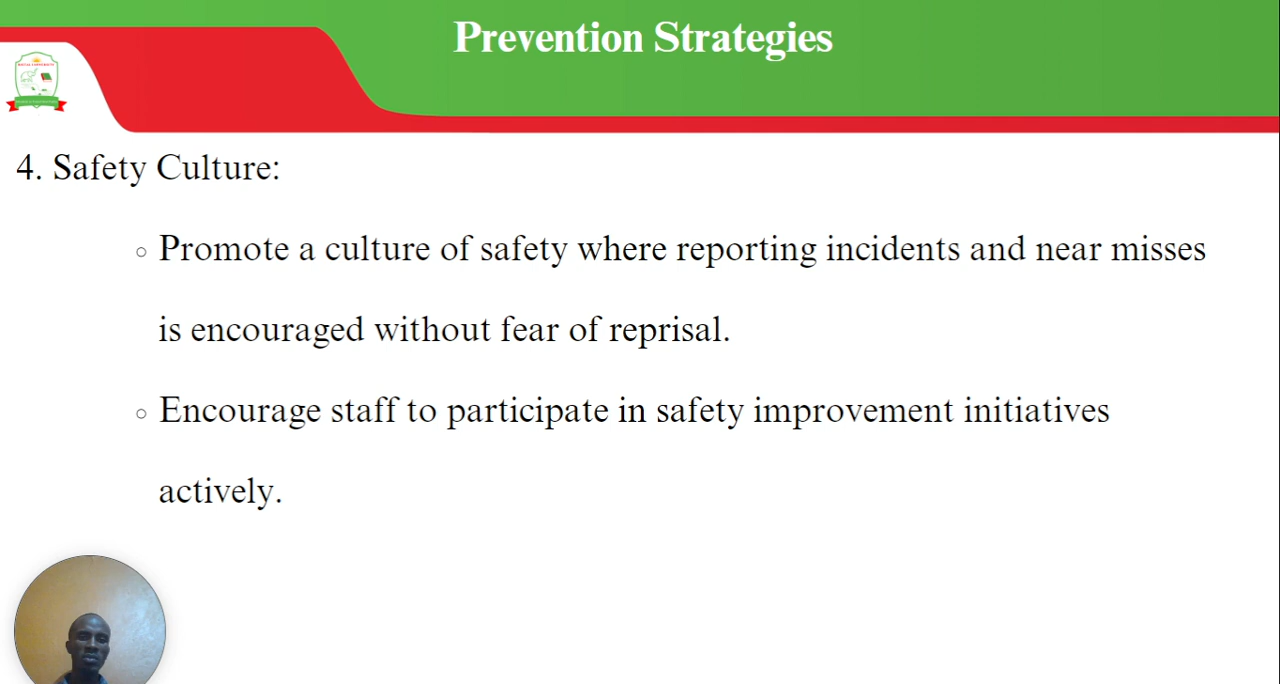 Prevention Strategies
4. Safety Culture:
○ Promote a culture of safety where reporting incidents and near misses
is encouraged without fear of reprisal.
○ Encourage staff to participate in safety improvement initiatives
actively.